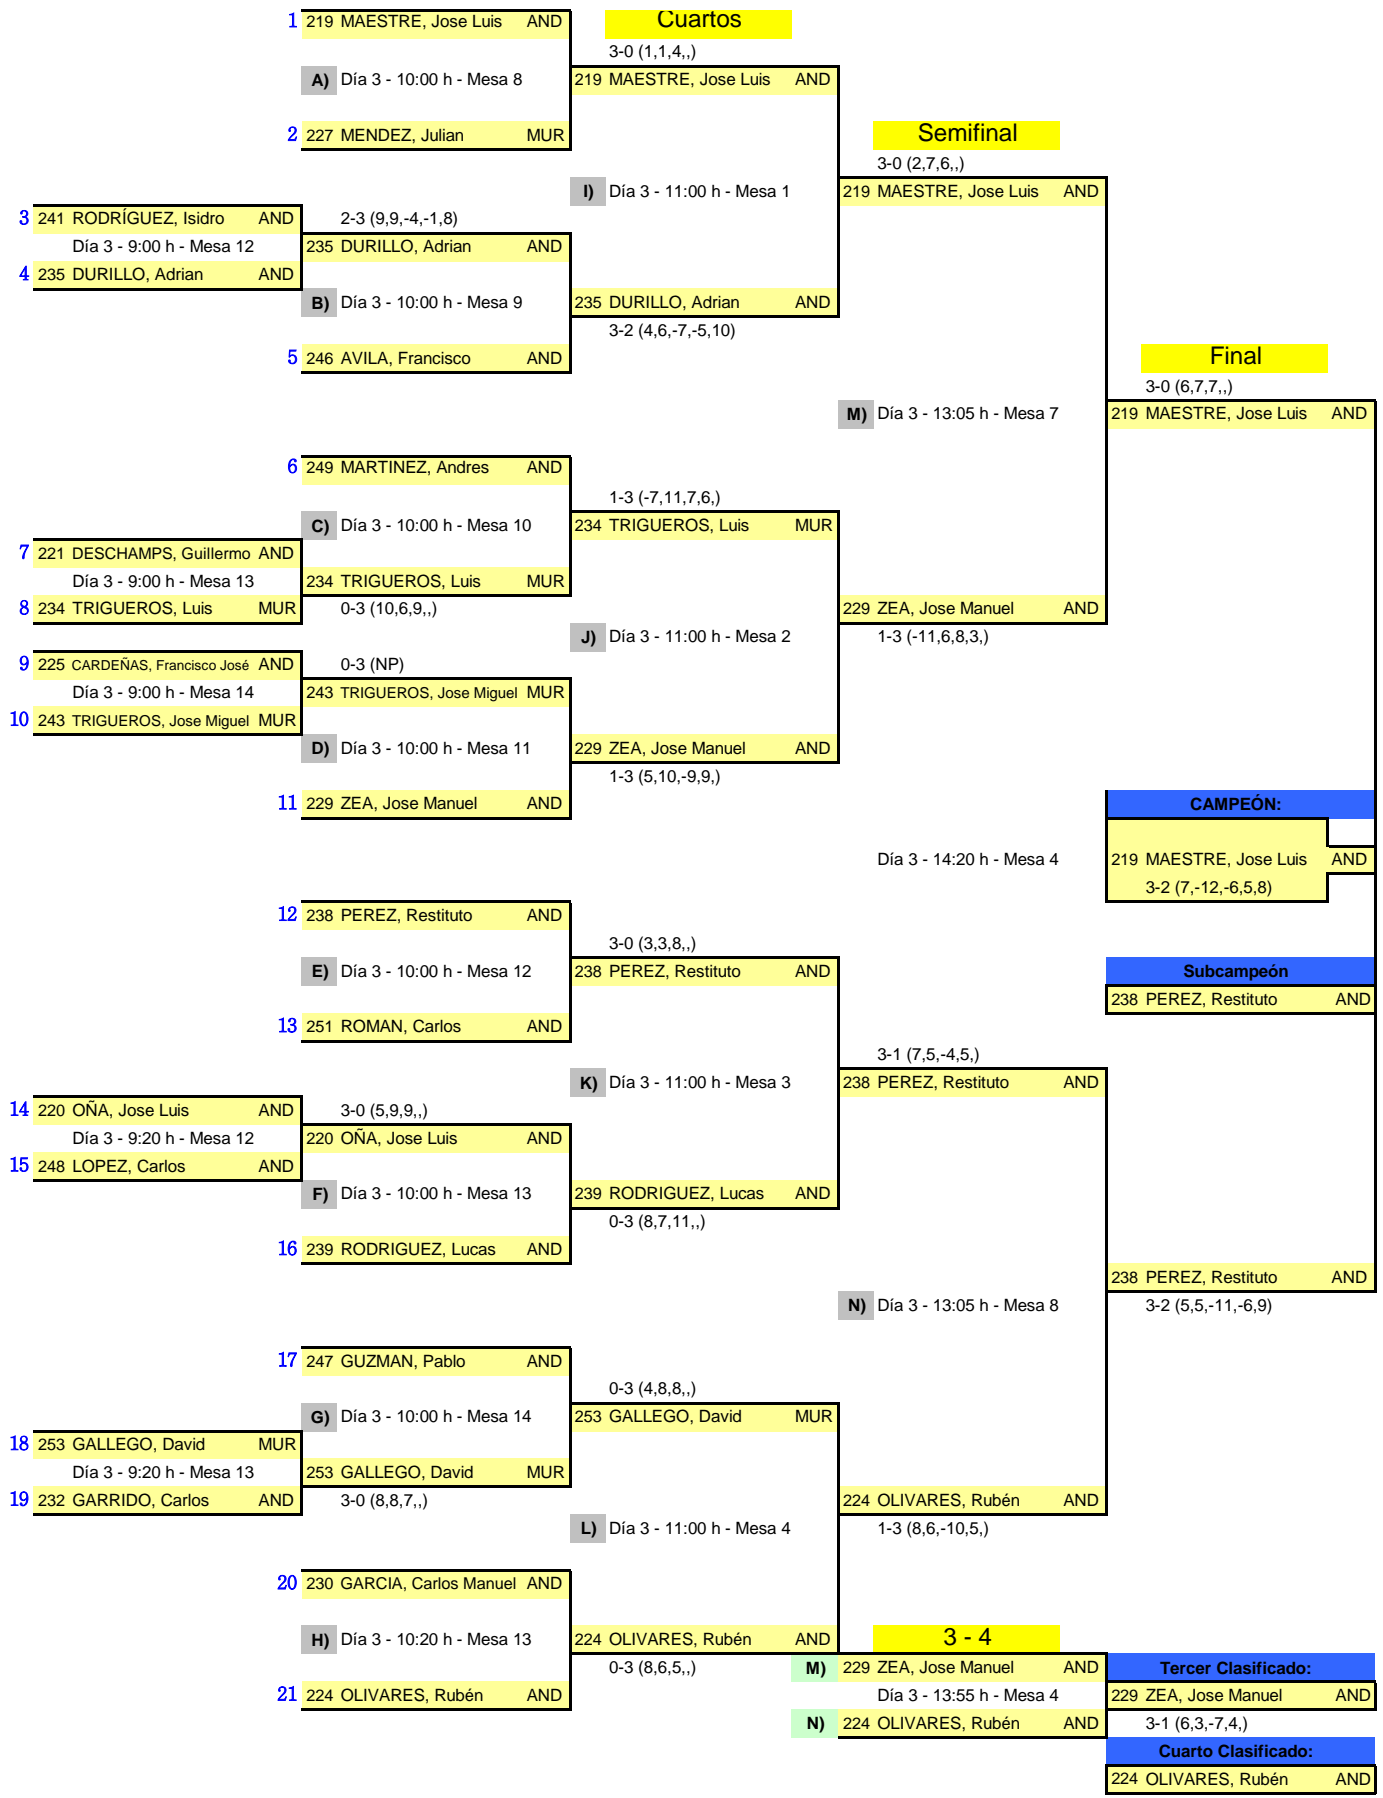 1 219 MAESTRE, Jose Luis AND Cuartos
3-0 (1,1,4,,)
A) Día 3 - 10:00 h - Mesa 8 219 MAESTRE, Jose Luis AND
2 227 MENDEZ, Julian MUR Semifinal
3-0 (2,7,6,,)
I) Día 3 - 11:00 h - Mesa 1 219 MAESTRE, Jose Luis AND
3 241 RODRÍGUEZ, Isidro AND 2-3 (9,9,-4,-1,8)
Día 3 - 9:00 h - Mesa 12 235 DURILLO, Adrian AND
4 235 DURILLO, Adrian AND
B) Día 3 - 10:00 h - Mesa 9 235 DURILLO, Adrian AND
3-2 (4,6,-7,-5,10)
5 246 AVILA, Francisco AND Final
3-0 (6,7,7,,)
M) Día 3 - 13:05 h - Mesa 7 219 MAESTRE, Jose Luis AND
6 249 MARTINEZ, Andres AND
1-3 (-7,11,7,6,)
C) Día 3 - 10:00 h - Mesa 10 234 TRIGUEROS, Luis MUR
7 221 DESCHAMPS, Guillermo AND
Día 3 - 9:00 h - Mesa 13 234 TRIGUEROS, Luis MUR
8 234 TRIGUEROS, Luis MUR 0-3 (10,6,9,,) 229 ZEA, Jose Manuel AND
J) Día 3 - 11:00 h - Mesa 2 1-3 (-11,6,8,3,)
9 225 CARDEÑAS, Francisco José AND 0-3 (NP)
Día 3 - 9:00 h - Mesa 14 243 TRIGUEROS, Jose Miguel MUR
10 243 TRIGUEROS, Jose Miguel MUR
D) Día 3 - 10:00 h - Mesa 11 229 ZEA, Jose Manuel AND
1-3 (5,10,-9,9,)
11 229 ZEA, Jose Manuel AND CAMPEÓN:
Día 3 - 14:20 h - Mesa 4 219 MAESTRE, Jose Luis AND
3-2 (7,-12,-6,5,8)
12 238 PEREZ, Restituto AND
3-0 (3,3,8,,)
E) Día 3 - 10:00 h - Mesa 12 238 PEREZ, Restituto AND Subcampeón
238 PEREZ, Restituto AND
13 251 ROMAN, Carlos AND
3-1 (7,5,-4,5,)
K) Día 3 - 11:00 h - Mesa 3 238 PEREZ, Restituto AND
14 220 OÑA, Jose Luis AND 3-0 (5,9,9,,)
Día 3 - 9:20 h - Mesa 12 220 OÑA, Jose Luis AND
15 248 LOPEZ, Carlos AND
F) Día 3 - 10:00 h - Mesa 13 239 RODRIGUEZ, Lucas AND
0-3 (8,7,11,,)
16 239 RODRIGUEZ, Lucas AND
238 PEREZ, Restituto AND
N) Día 3 - 13:05 h - Mesa 8 3-2 (5,5,-11,-6,9)
17 247 GUZMAN, Pablo AND
0-3 (4,8,8,,)
G) Día 3 - 10:00 h - Mesa 14 253 GALLEGO, David MUR
18 253 GALLEGO, David MUR
Día 3 - 9:20 h - Mesa 13 253 GALLEGO, David MUR
19 232 GARRIDO, Carlos AND 3-0 (8,8,7,,) 224 OLIVARES, Rubén AND
L) Día 3 - 11:00 h - Mesa 4 1-3 (8,6,-10,5,)
20 230 GARCIA, Carlos Manuel AND
H) Día 3 - 10:20 h - Mesa 13 224 OLIVARES, Rubén AND 3 - 4
0-3 (8,6,5,,) M) 229 ZEA, Jose Manuel AND Tercer Clasificado:
21 224 OLIVARES, Rubén AND Día 3 - 13:55 h - Mesa 4 229 ZEA, Jose Manuel AND
N) 224 OLIVARES, Rubén AND 3-1 (6,3,-7,4,)
Cuarto Clasificado:
224 OLIVARES, Rubén AND